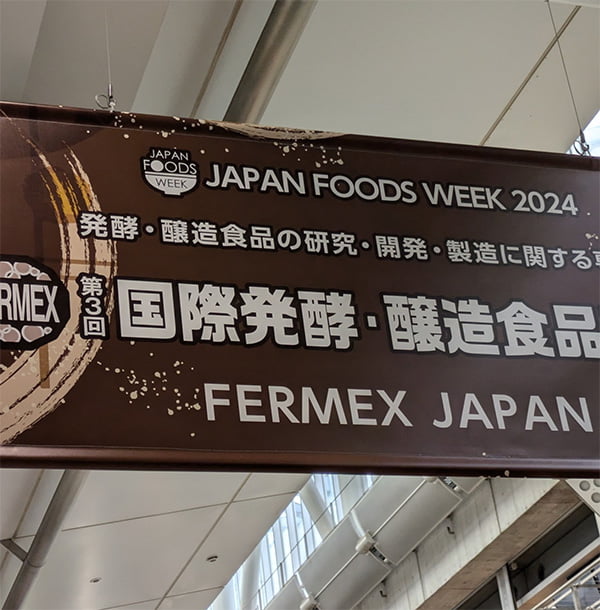 JAPAN
FOODS
WEEK
JAPAN FOODS WEEK 2024
発酵・醸造食品の研究・開発・製造に関する専
RMEX
第3回
国際発酵・醸造食品
FERMEX JAPAN